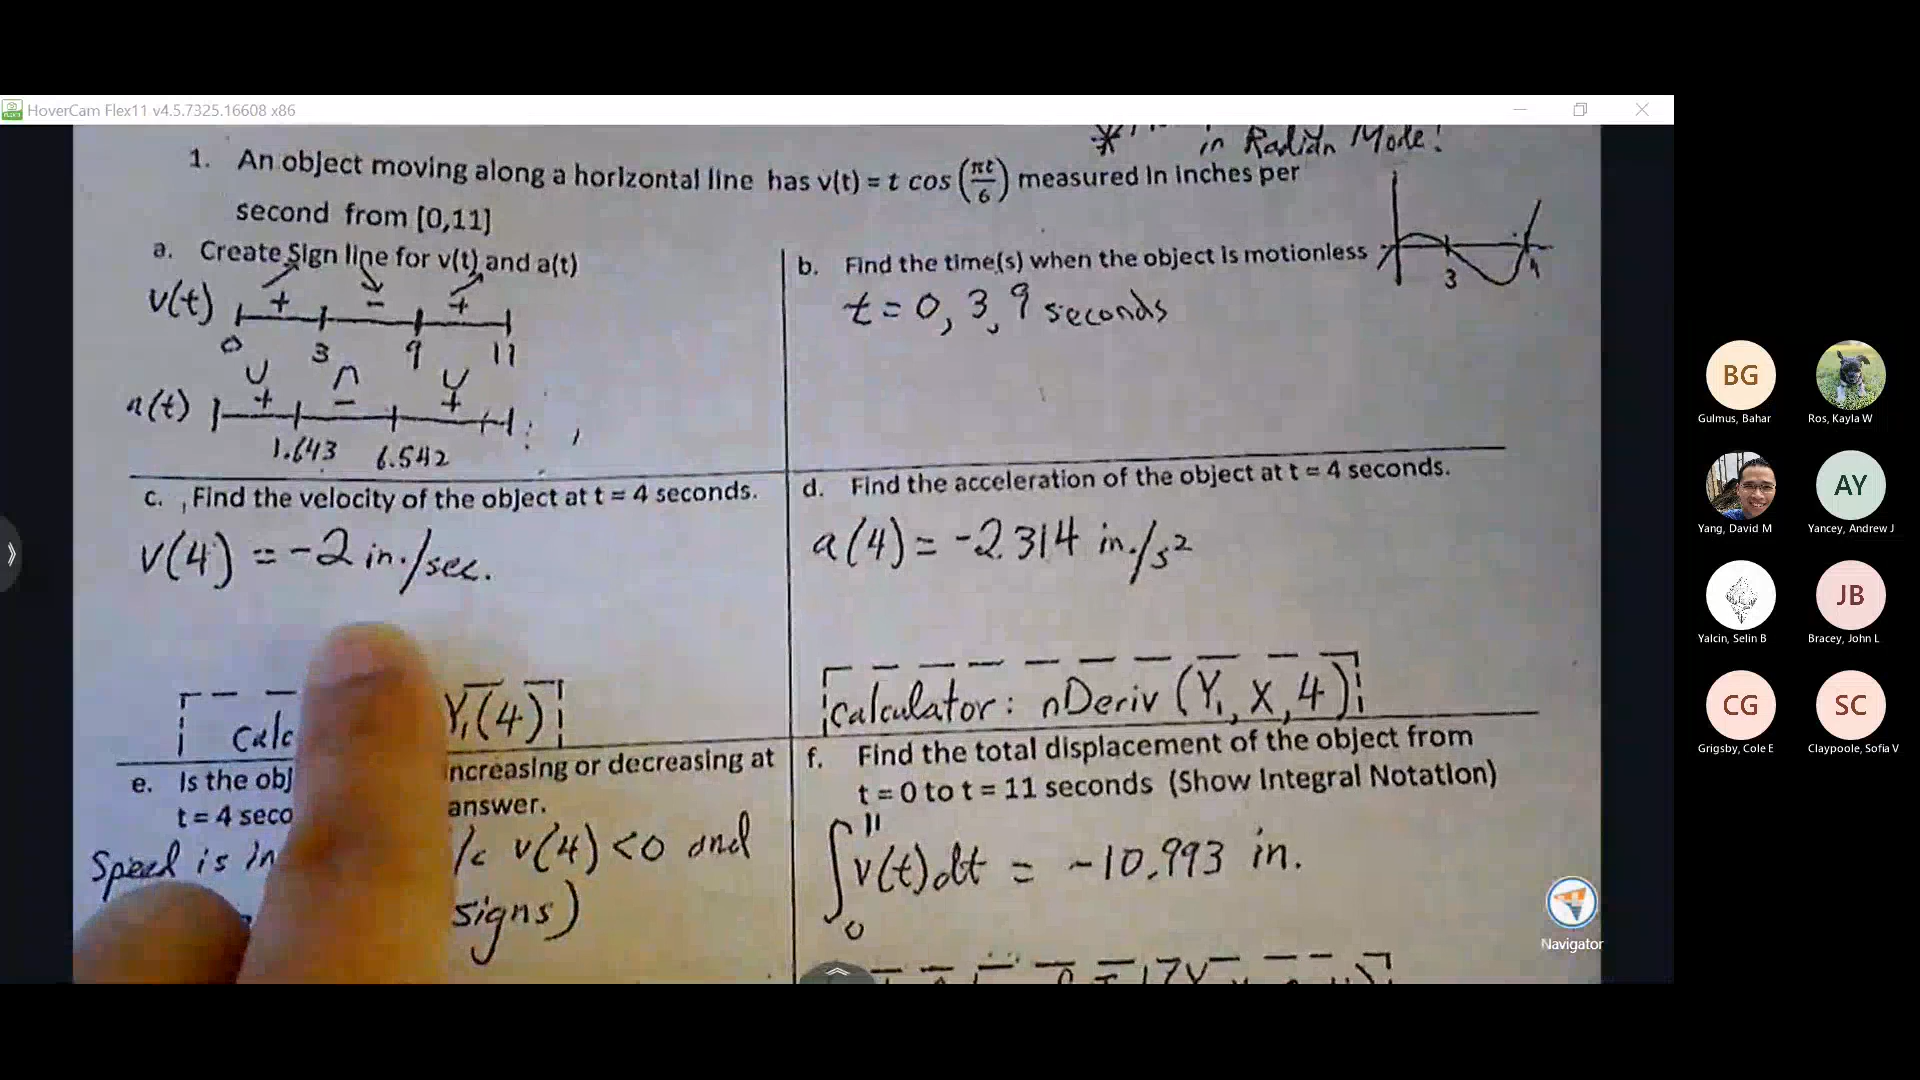 HoverCam Flex11 v4.5.7325.16608 x86
in Radian Mode!
1. An object moving along a horizontal line has v(t) = t cos (πt/6) measured in inches per
second from [0,11]
a. Create Sign line for v(t) and a(t)
v(t) + - +
0 3 9 11
a(t) + - +
1.643 6.542
b. Find the time(s) when the object is motionless
3
t = 0, 3, 9 seconds
c. Find the velocity of the object at t = 4 seconds.
v(4) = -2 in./sec.
Y₁(4)
d. Find the acceleration of the object at t = 4 seconds.
a(4) = -2.314 in./s²
Calculator: nDeriv(Y₁, X, 4)
e. Is the increasing or decreasing at
t = 4 answer.
Speed is v(4) < 0 and
signs)
f. Find the total displacement of the object from
t = 0 to t = 11 seconds (Show Integral Notation)
∫₀¹¹ v(t) dt = -10.993 in.
Navigator
BG
Gulmus, Bahar
Ros, Kayla W
Yang, David M
AY
Yancey, Andrew J
Yalcin, Selin B
JB
Bracey, John L
CG
Grigsby, Cole E
SC
Claypoole, Sofia V